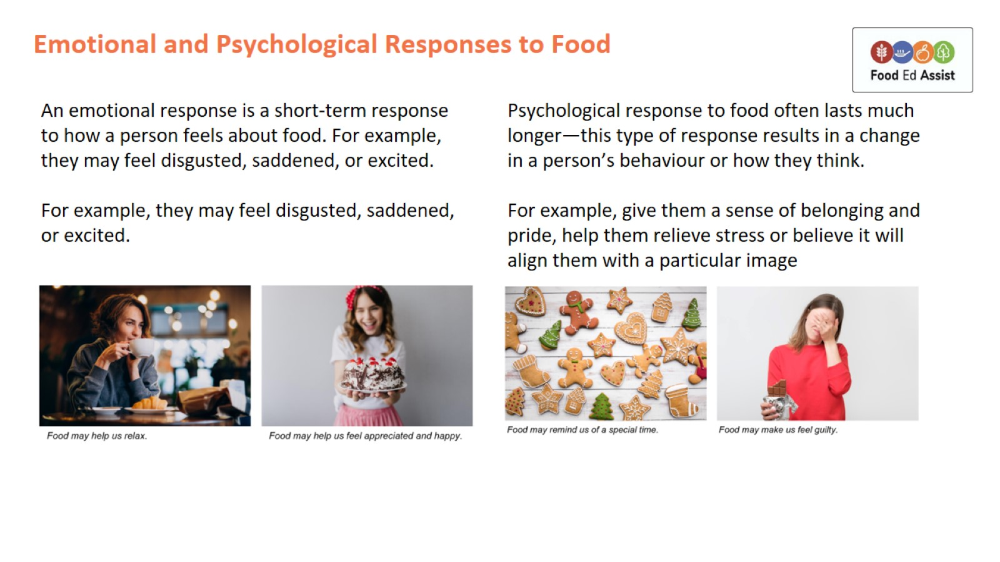 Emotional and Psychological Responses to Food
Food Ed Assist
An emotional response is a short-term response
to how a person feels about food. For example,
they may feel disgusted, saddened, or excited.
For example, they may feel disgusted, saddened,
or excited.
Psychological response to food often lasts much
longer—this type of response results in a change
in a person’s behaviour or how they think.
For example, give them a sense of belonging and
pride, help them relieve stress or believe it will
align them with a particular image
Food may help us relax.
Food may help us feel appreciated and happy.
Food may remind us of a special time.
Food may make us feel guilty.